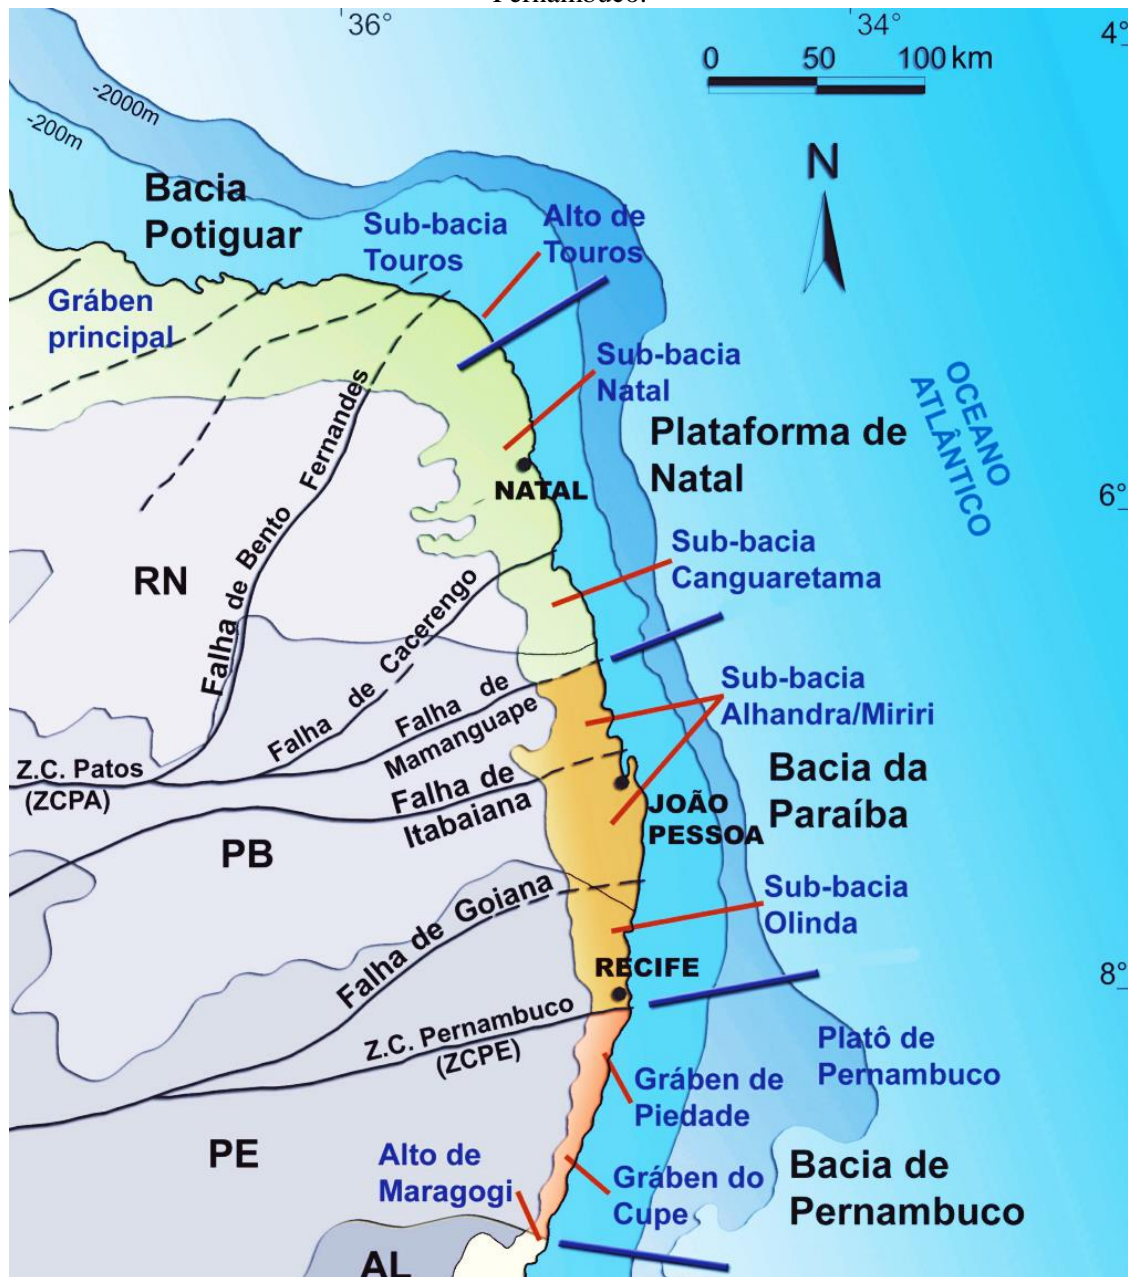 Pernambuco.
36°
34°
4°
0 50 100 km
-2000m
-200m
N
Bacia
Potiguar
Sub-bacia
Touros
Alto de
Touros
Gráben
principal
Sub-bacia
Natal
OCEANO
ATLÂNTICO
Falha de Bento Fernandes
Plataforma de
Natal
NATAL
6°
Sub-bacia
Canguaretama
RN
Falha de Cacerengo
Falha de
Mamanguape
Sub-bacia
Alhandra/Miriri
Z.C. Patos
(ZCPA)
Falha de
Itabaiana
Bacia da
Paraíba
JOÃO
PESSOA
PB
Falha de Goiana
Sub-bacia
Olinda
RECIFE
8°
Z.C. Pernambuco
(ZCPE)
Platô de
Pernambuco
Gráben de
Piedade
PE
Alto de
Maragogi
Gráben do
Cupe
Bacia de
Pernambuco
AL